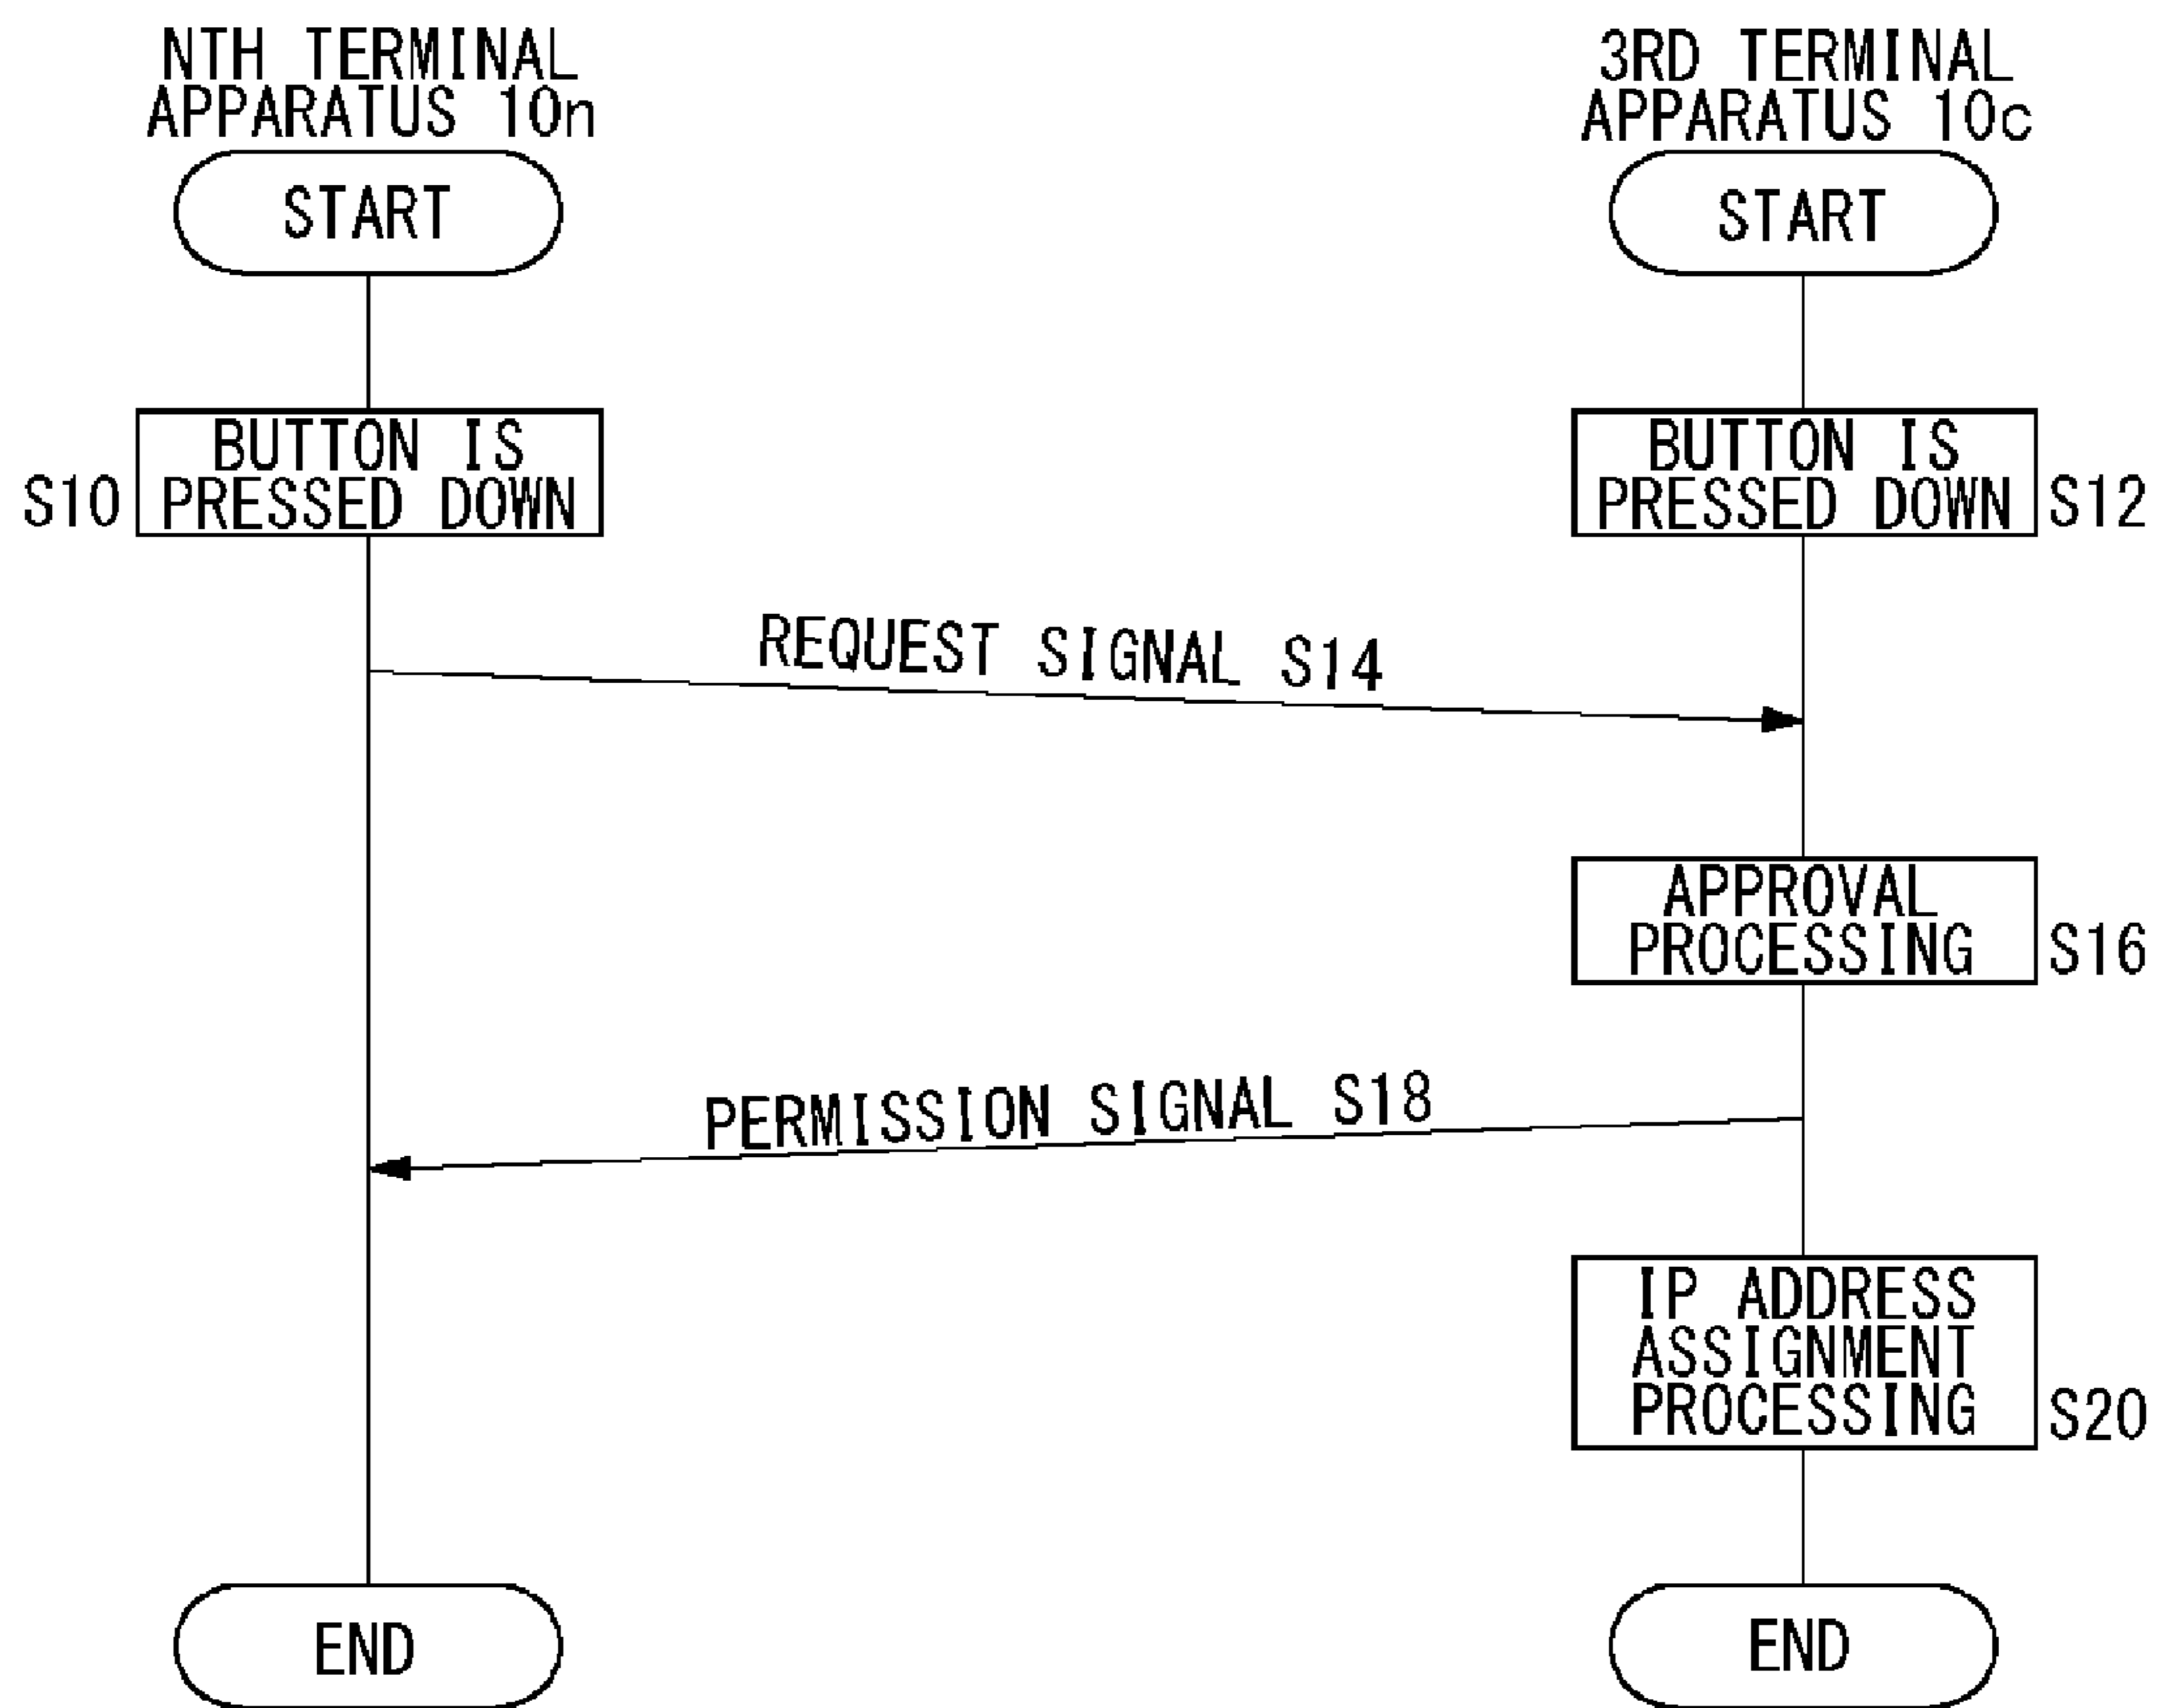 NTH TERMINAL
APPARATUS 10n
3RD TERMINAL
APPARATUS 10c
START
START
BUTTON IS
PRESSED DOWN
S10
BUTTON IS
PRESSED DOWN
S12
REQUEST SIGNAL S14
APPROVAL
PROCESSING
S16
PERMISSION SIGNAL S18
IP ADDRESS
ASSIGNMENT
PROCESSING
S20
END
END